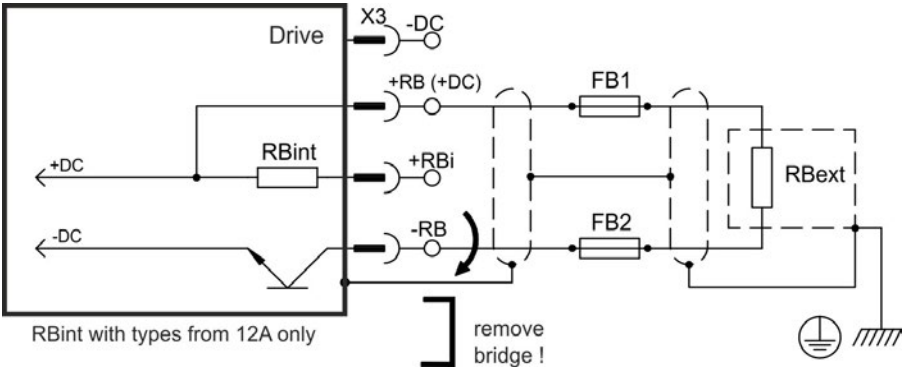 Drive
X3
-DC
+RB (+DC)
FB1
+DC
RBint
+RBi
RBext
-DC
-RB
FB2
RBint with types from 12A only
remove
bridge !